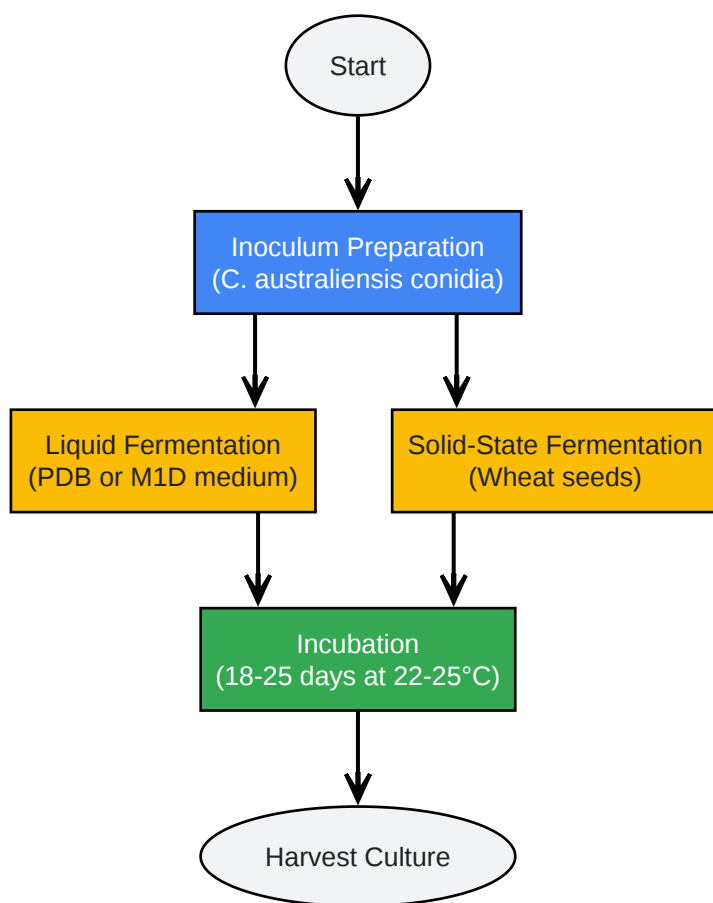 Start
Inoculum Preparation
(C. australiensis conidia)
Liquid Fermentation
(PDB or M1D medium)
Solid-State Fermentation
(Wheat seeds)
Incubation
(18-25 days at 22-25°C)
Harvest Culture